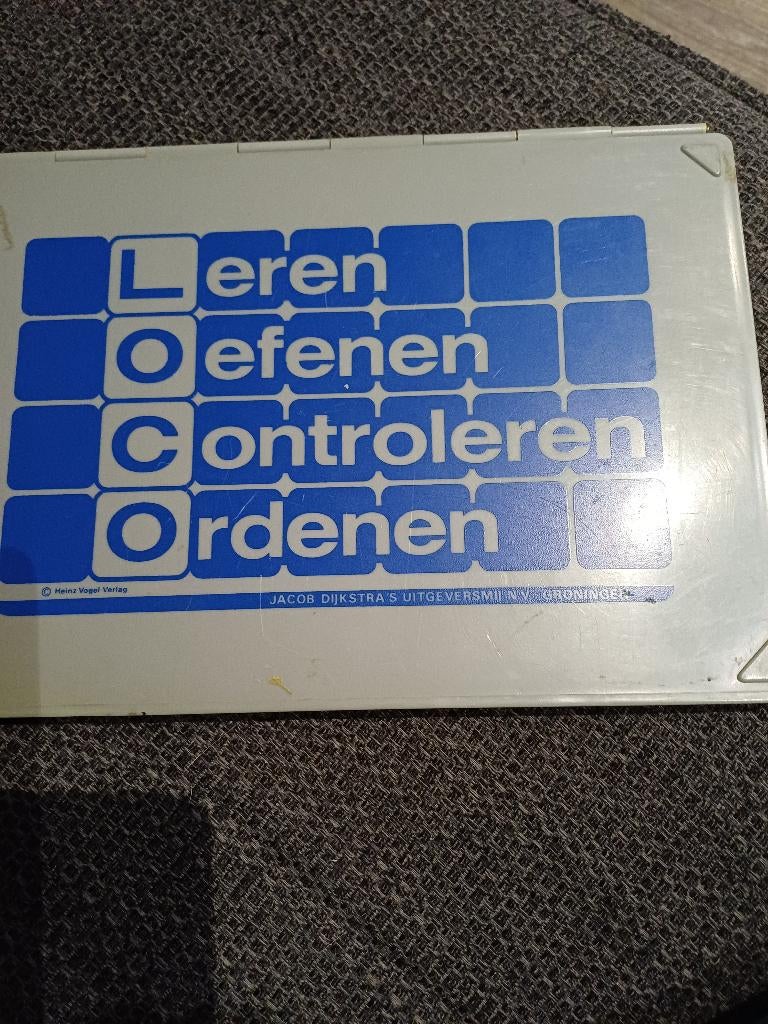 Leren
Oefenen
Controleren
Ordenen
© Heinz Vogel Verlag
JACOB DIJKSTRA'S UITGEVERSMIJ N.V. GRONINGEN